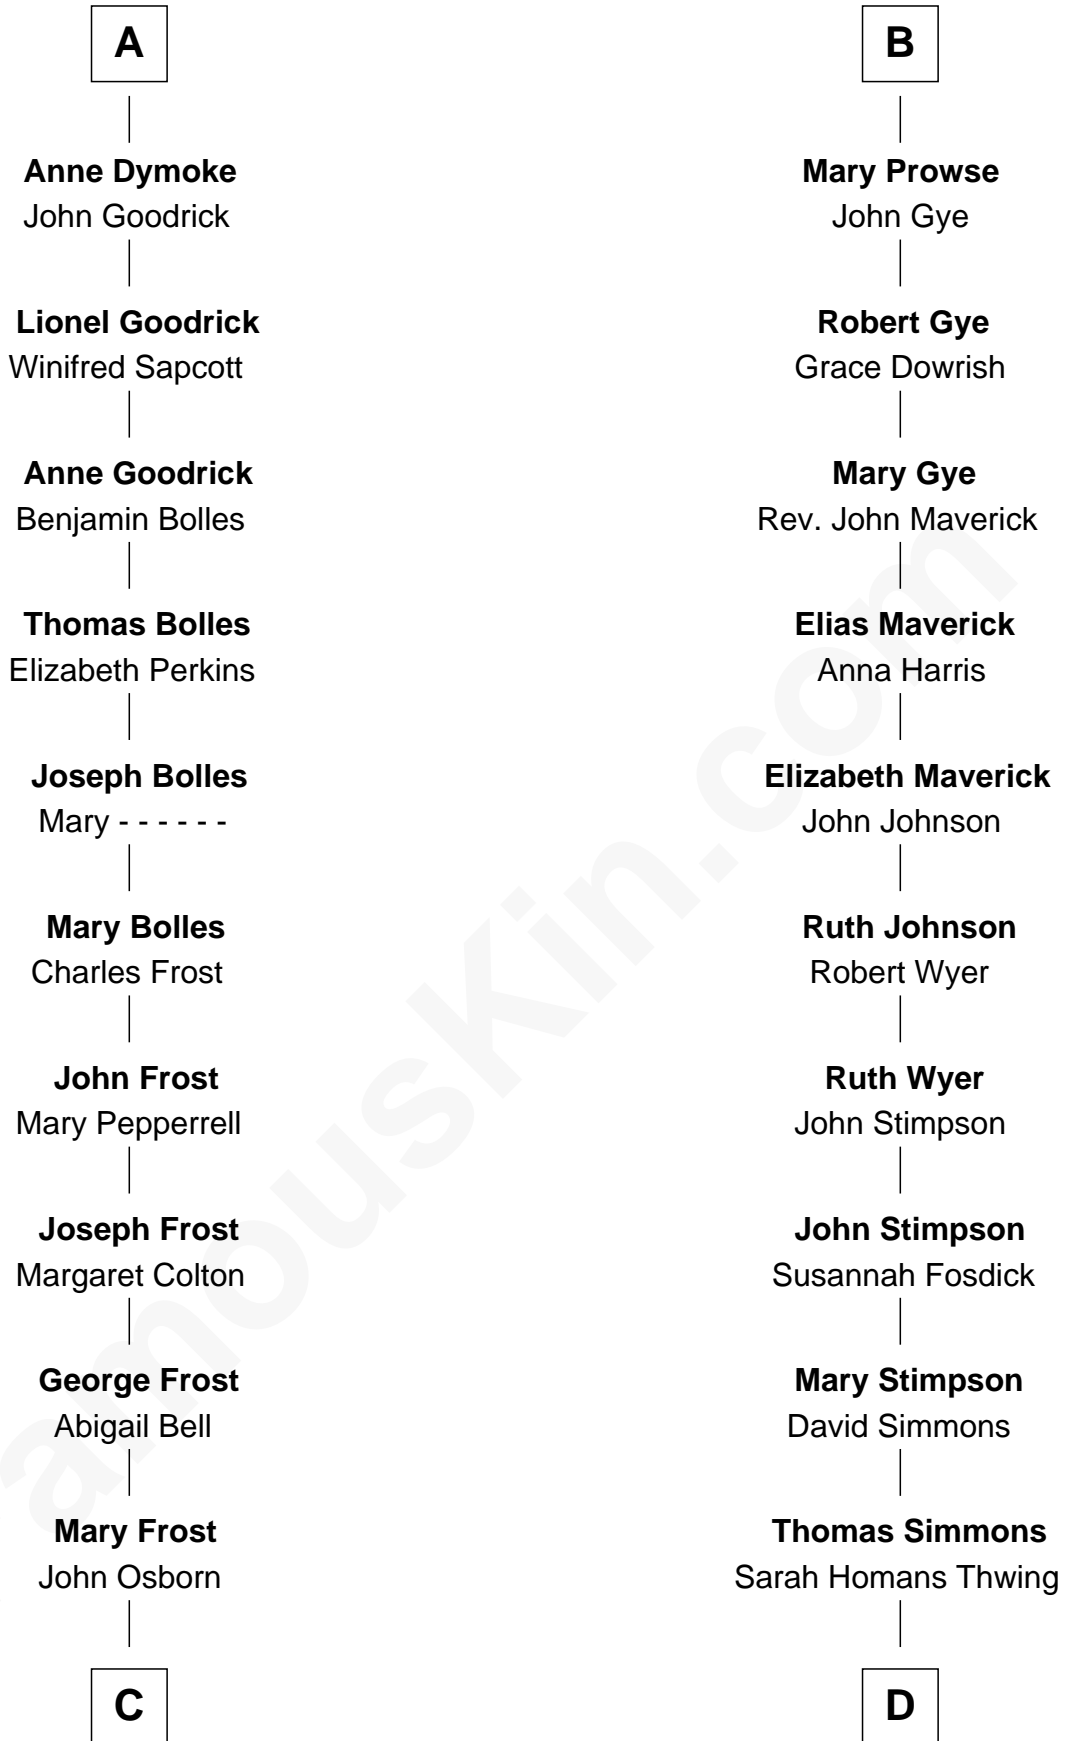 A
Anne Dymoke
John Goodrick
Lionel Goodrick
Winifred Sapcott
Anne Goodrick
Benjamin Bolles
Thomas Bolles
Elizabeth Perkins
Joseph Bolles
Mary - - - - - -
Mary Bolles
Charles Frost
John Frost
Mary Pepperrell
Joseph Frost
Margaret Colton
George Frost
Abigail Bell
Mary Frost
John Osborn
C
B
Mary Prowse
John Gye
Robert Gye
Grace Dowrish
Mary Gye
Rev. John Maverick
Elias Maverick
Anna Harris
Elizabeth Maverick
John Johnson
Ruth Johnson
Robert Wyer
Ruth Wyer
John Stimpson
John Stimpson
Susannah Fosdick
Mary Stimpson
David Simmons
Thomas Simmons
Sarah Homans Thwing
D
amousKin.com